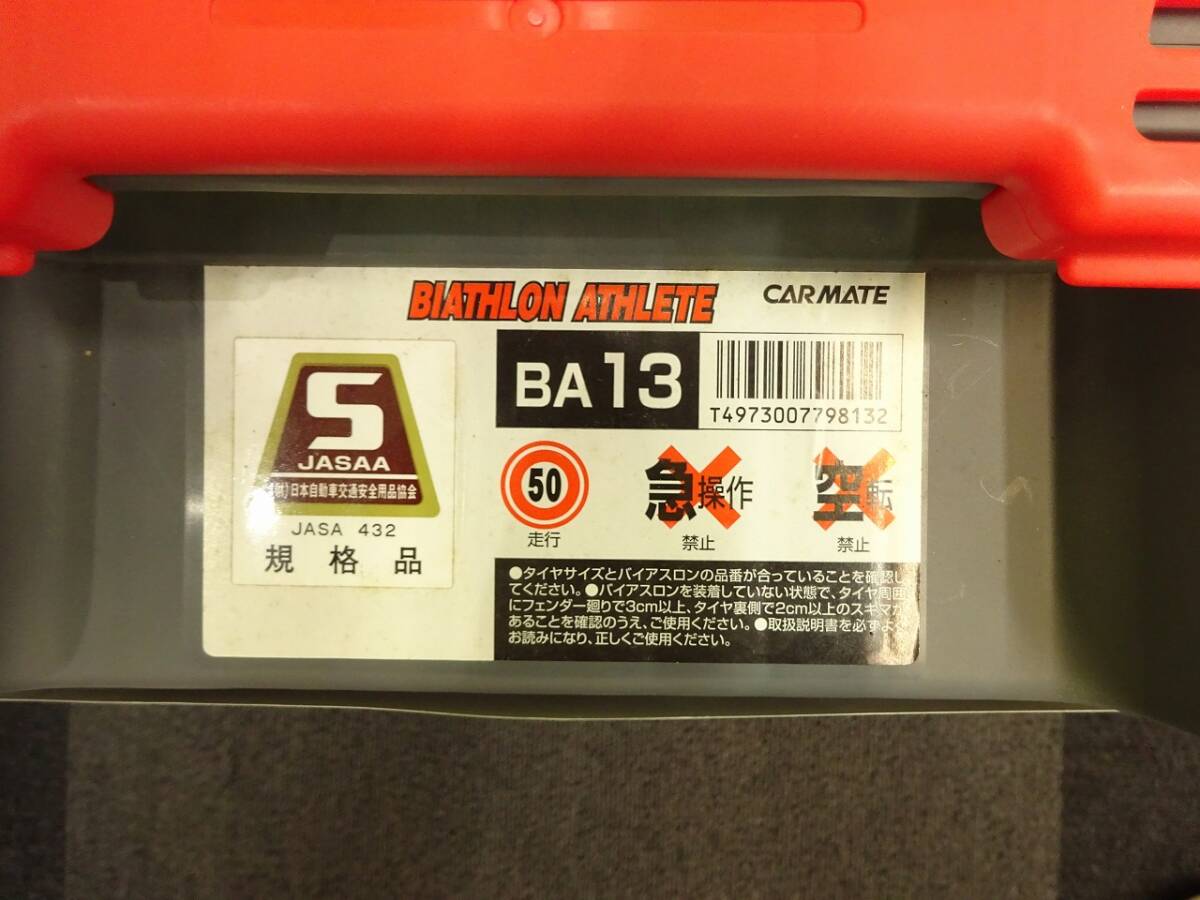 BIATHLON ATHLETE
CARMATE
S
JASAA
日本自動車交通安全用品協会
JASA 432
規格品
BA13
T4973007798132
50
走行
急操作
禁止
空転
禁止
●タイヤサイズとバイアスロンの品番が合っていることを確認し
てください。●バイアスロンを装着していない状態で、タイヤ周囲
にフェンダー廻りで3cm以上、タイヤ裏側で2cm以上のスキマが
あることを確認のうえ、ご使用ください。●取扱説明書を必ずよく
お読みになり、正しくご使用ください。